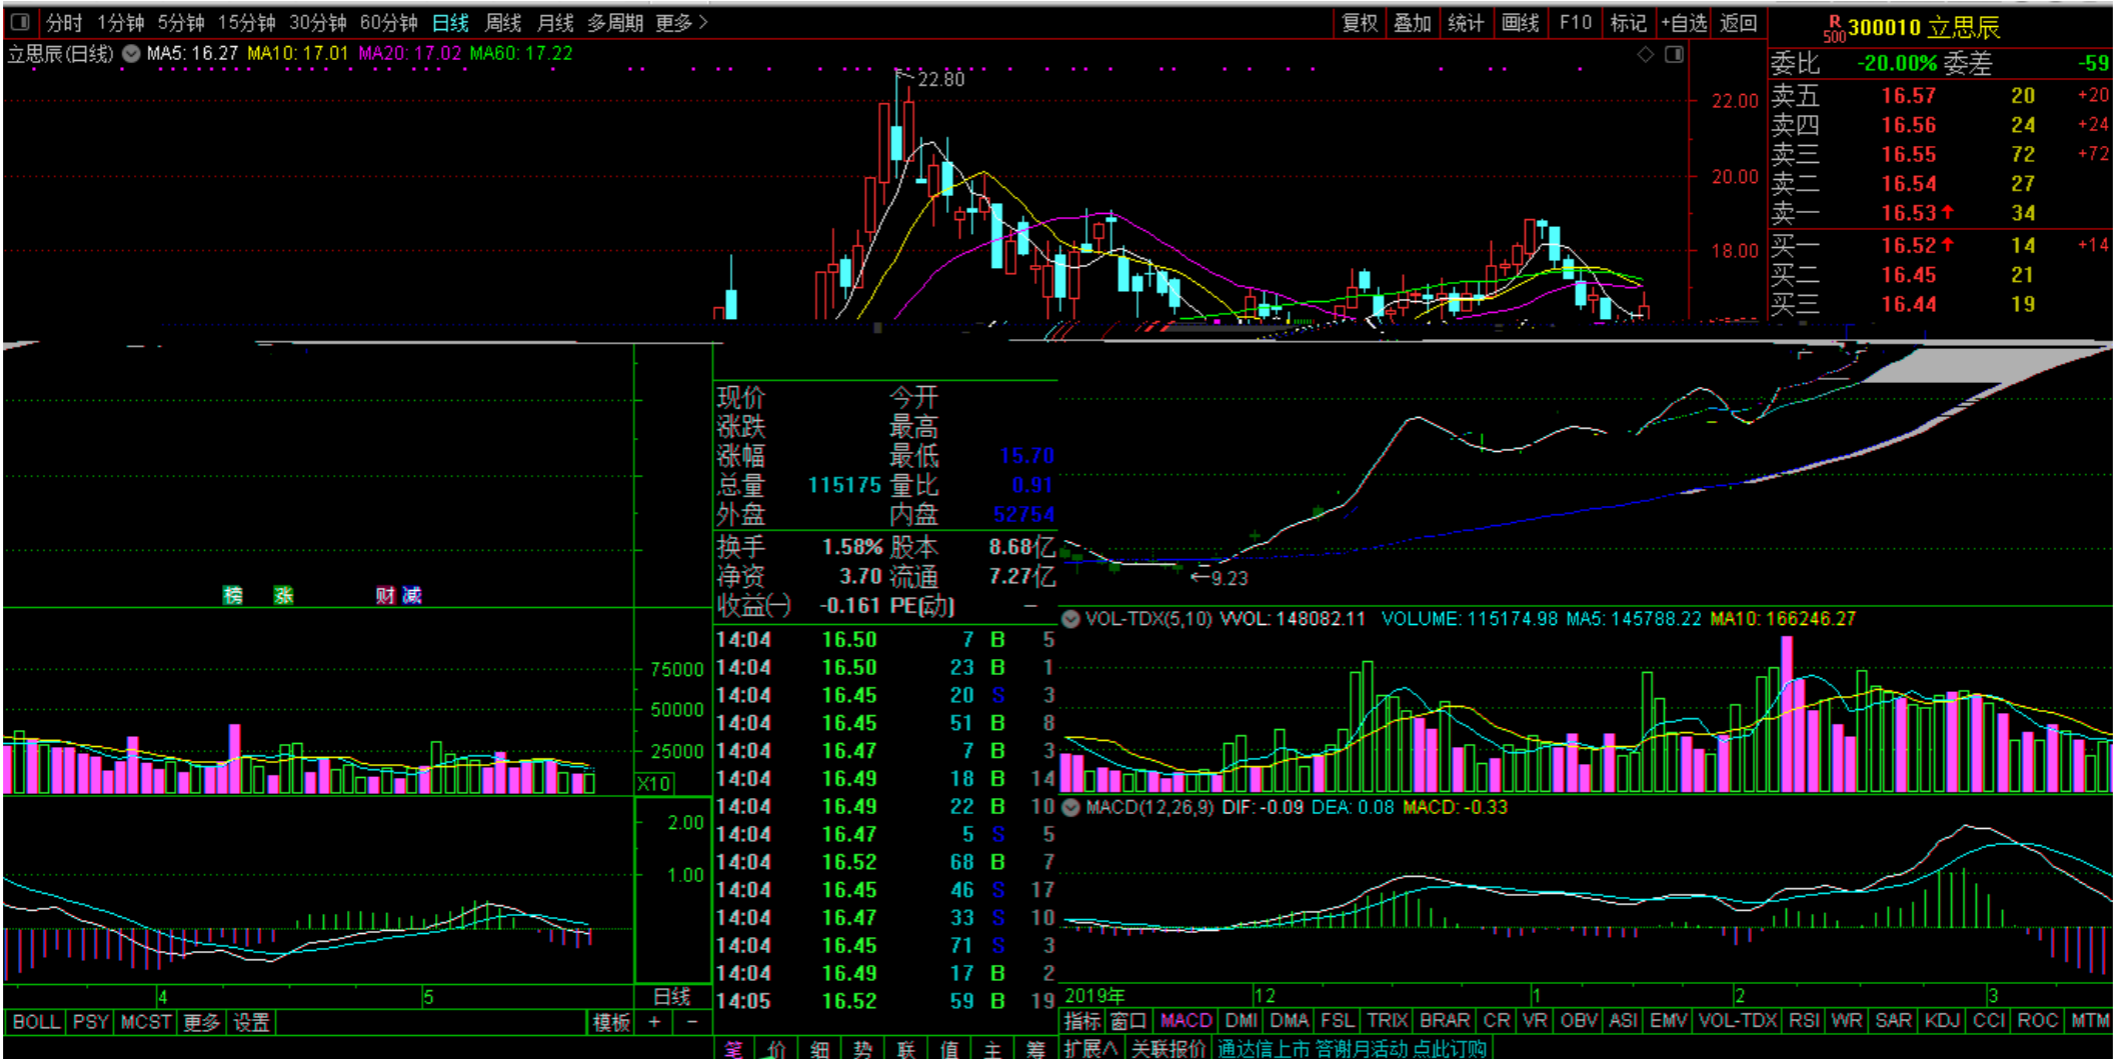 分时 1分钟 5分钟 15分钟 30分钟 60分钟 日线 周线 月线 多周期 更多> 复权 叠加 统计 画线 F10 标记 +自选 返回
R 500 300010 立思辰
立思辰(日线) MA5: 16.27 MA10: 17.01 MA20: 17.02 MA60: 17.22
委比 -20.00% 委差 -59
22.80
22.00
20.00
18.00
卖五 16.57 20 +20
卖四 16.56 24 +24
卖三 16.55 72 +72
卖二 16.54 27
卖一 16.53↑ 34
买一 16.52↑ 14 +14
买二 16.45 21
买三 16.44 19
现价 今开
涨跌 最高
涨幅 最低 15.70
总量 115175 量比 0.91
外盘 内盘 52754
换手 1.58% 股本 8.68亿
净资 3.70 流通 7.27亿
收益(一) -0.161 PE(动) –
←9.23
榜 涨 财 减
VOL-TDX(5,10) VVOL: 148082.11 VOLUME: 115174.98 MA5: 145788.22 MA10: 166246.27
75000
50000
25000
X10
14:04 16.50 7 B 5
14:04 16.50 23 B 1
14:04 16.45 20 S 3
14:04 16.45 51 B 8
14:04 16.47 7 B 3
14:04 16.49 18 B 14
14:04 16.49 22 B 10
14:04 16.47 5 S 5
14:04 16.52 68 B 7
14:04 16.45 46 S 17
14:04 16.47 33 S 10
14:04 16.45 71 S 3
14:04 16.49 17 B 2
14:05 16.52 59 B 19
MACD(12,26,9) DIF: -0.09 DEA: 0.08 MACD: -0.33
2.00
1.00
4 5 日线
2019年 12 1 2 3
BOLL PSY MCST 更多 设置 模板 + −
指标 窗口 MACD DMI DMA FSL TRIX BRAR CR VR OBV ASI EMV VOL-TDX RSI WR SAR KDJ CCI ROC MTM
笔 价 细 势 联 值 主 筹
扩展∧ 关联报价 通达信上市 答谢月活动 点此订购